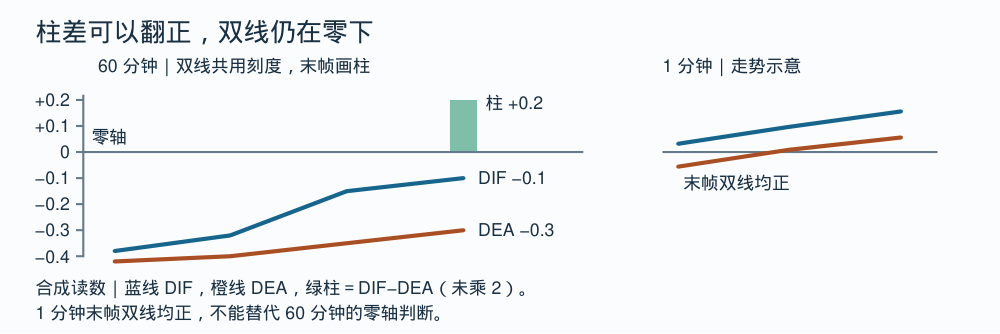 柱差可以翻正，双线仍在零下
60 分钟｜双线共用刻度，末帧画柱
1 分钟｜走势示意
+0.2
柱 +0.2
+0.1
零轴
0
−0.1
DIF −0.1
−0.2
末帧双线均正
−0.3
DEA −0.3
−0.4
合成读数｜蓝线 DIF，橙线 DEA，绿柱＝DIF−DEA（未乘 2）。
1 分钟末帧双线均正，不能替代 60 分钟的零轴判断。